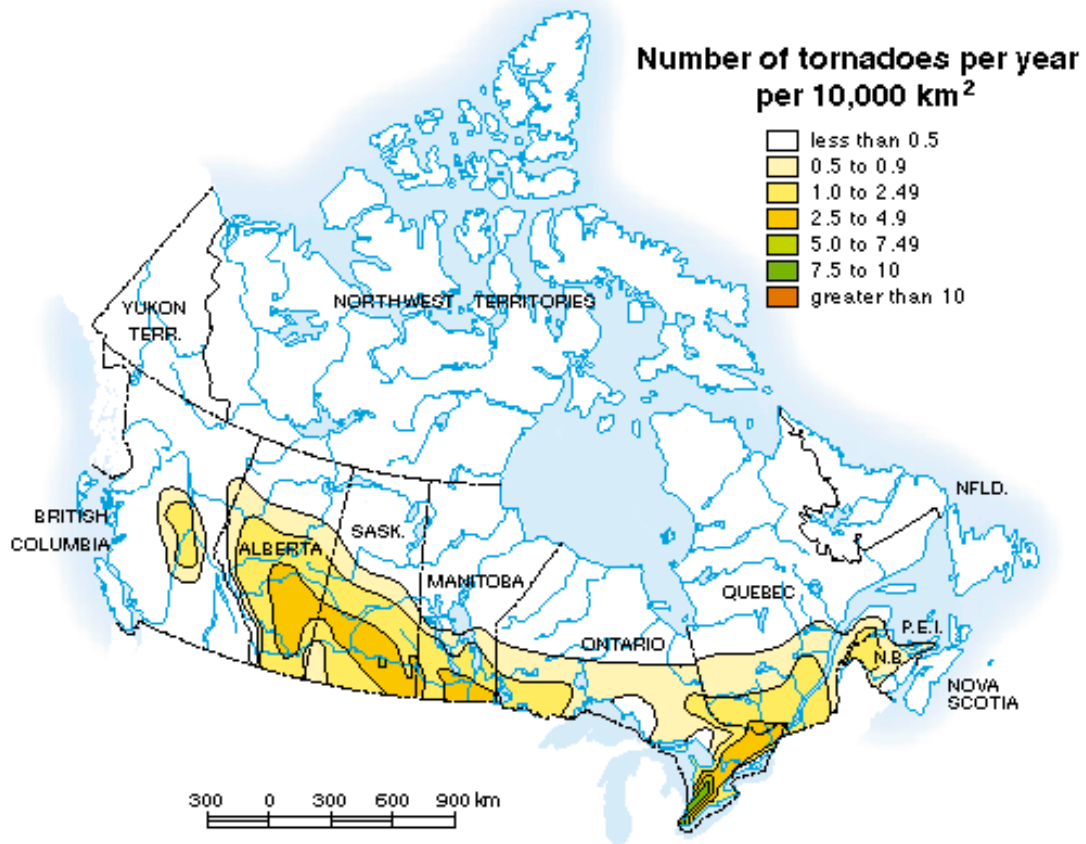 Number of tornadoes per year
per 10,000 km²
less than 0.5
0.5 to 0.9
1.0 to 2.49
2.5 to 4.9
5.0 to 7.49
7.5 to 10
greater than 10
YUKON
TERR.
NORTHWEST TERRITORIES
BRITISH
COLUMBIA
ALBERTA
SASK.
MANITOBA
ONTARIO
QUEBEC
NFLD.
P.E.I.
N.B.
NOVA
SCOTIA
300 0 300 600 900 km